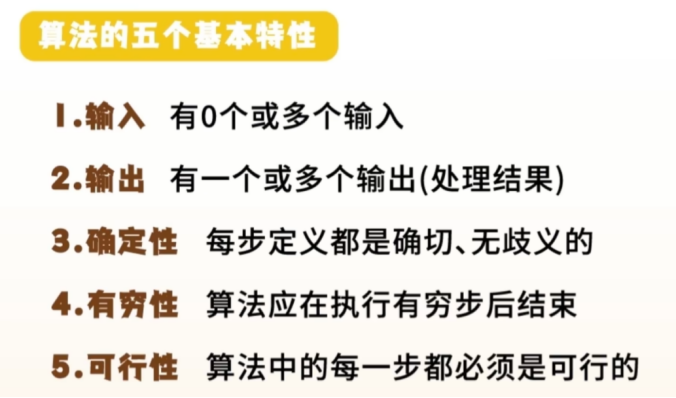 算法的五个基本特性
1.输入 有0个或多个输入
2.输出 有一个或多个输出(处理结果)
3.确定性 每步定义都是确切、无歧义的
4.有穷性 算法应在执行有穷步后结束
5.可行性 算法中的每一步都必须是可行的